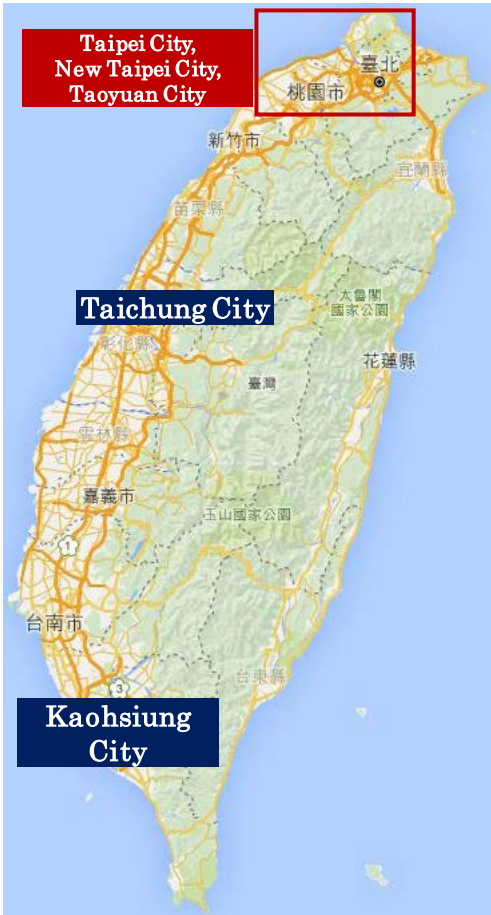 Taipei City,
New Taipei City,
Taoyuan City
臺北
桃園市
新竹市
宜蘭縣
苗栗縣
太魯閣
國家公園
Taichung City
彰化縣
花蓮縣
臺灣
雲林縣
嘉義市
玉山國家公園
1
台南市
台東縣
3
Kaohsiung
City